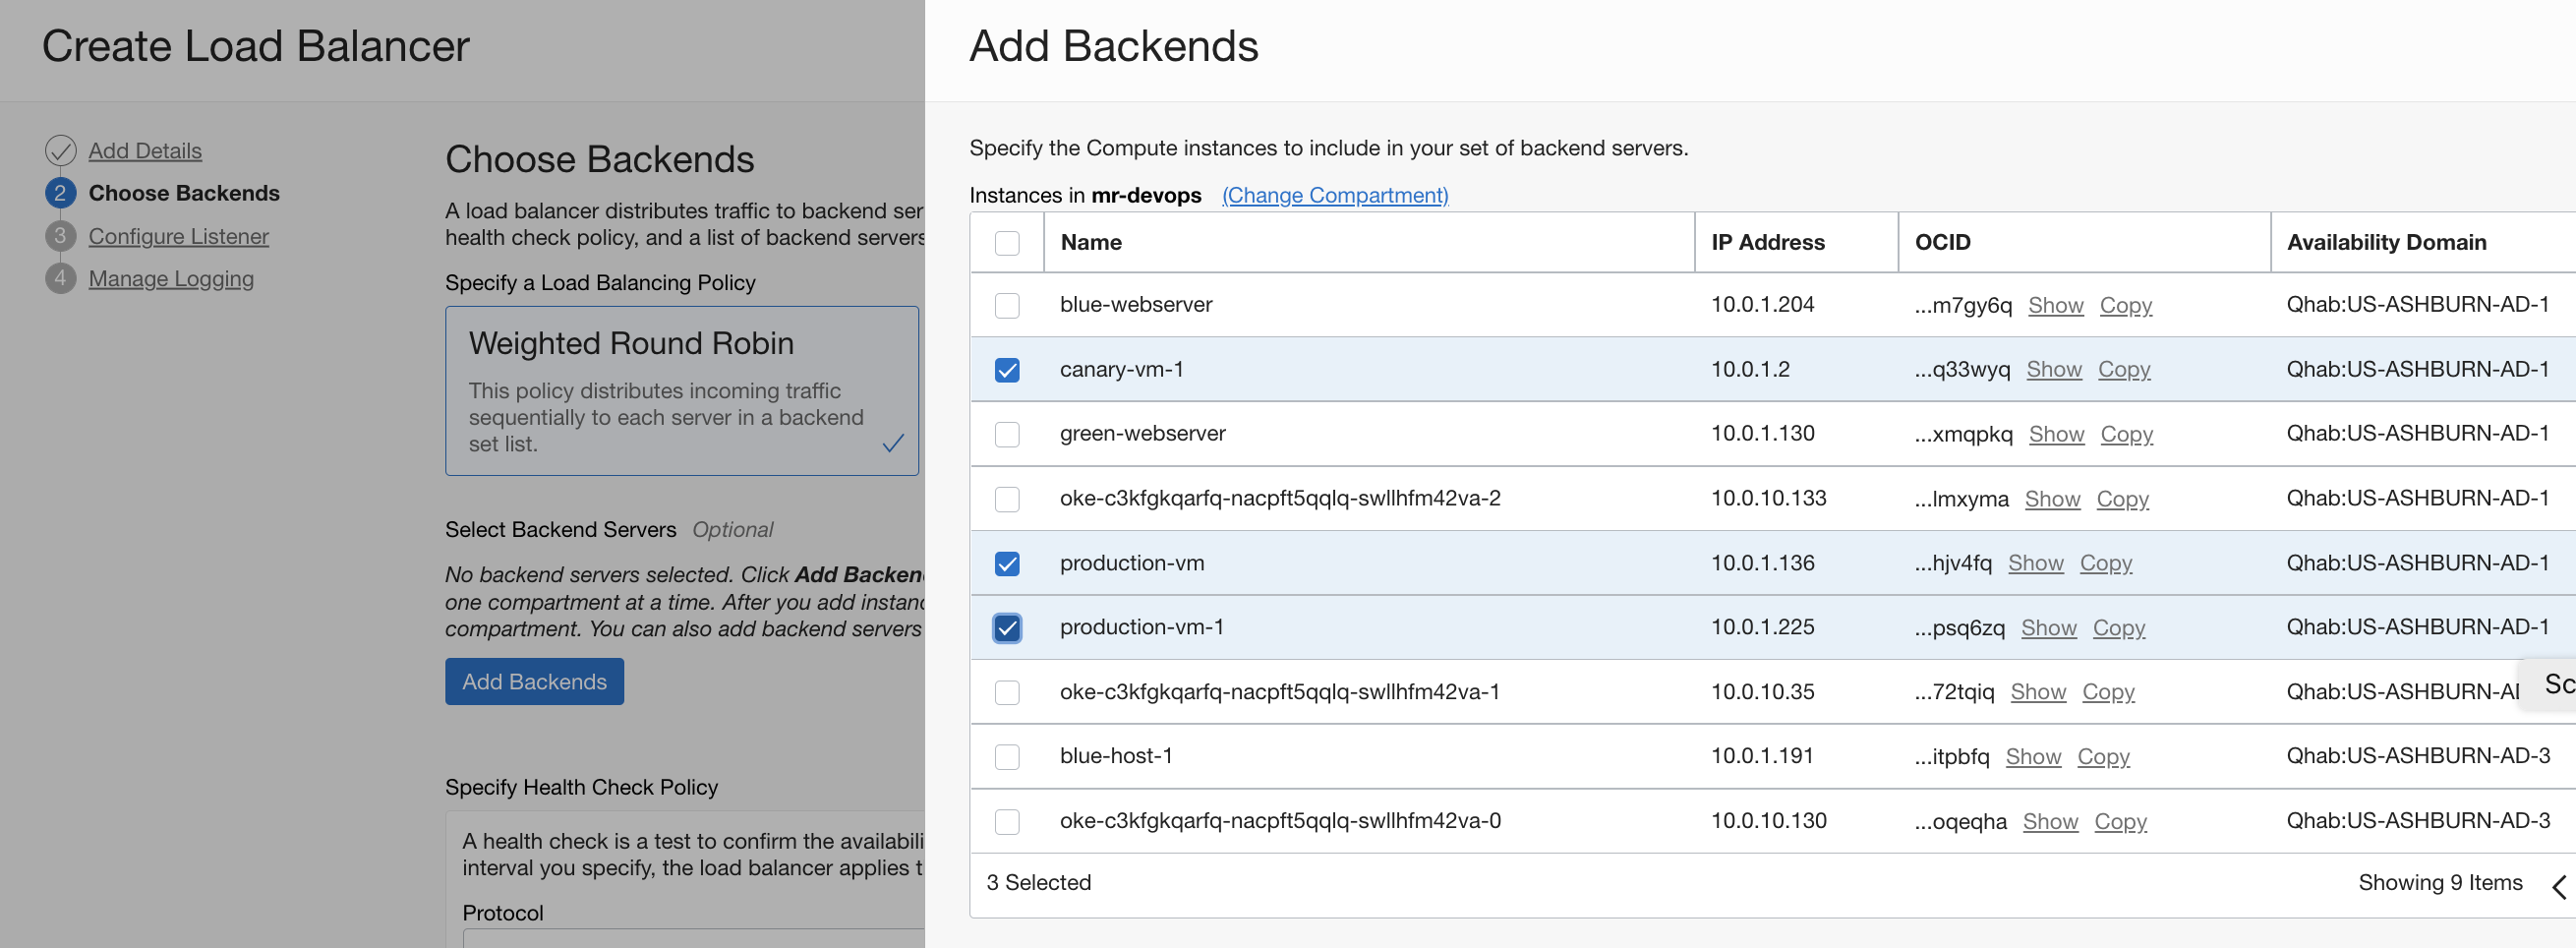 Create Load Balancer
Add Details
2 Choose Backends
3 Configure Listener
4 Manage Logging
Choose Backends
A load balancer distributes traffic to backend ser
health check policy, and a list of backend servers
Specify a Load Balancing Policy
Weighted Round Robin
This policy distributes incoming traffic
sequentially to each server in a backend
set list.
Select Backend Servers Optional
No backend servers selected. Click Add Backen
one compartment at a time. After you add instanc
compartment. You can also add backend servers
Add Backends
Specify Health Check Policy
A health check is a test to confirm the availabili
interval you specify, the load balancer applies t
Protocol
Add Backends
Specify the Compute instances to include in your set of backend servers.
Instances in mr-devops (Change Compartment)
Name IP Address OCID Availability Domain
blue-webserver 10.0.1.204 ...m7gy6q Show Copy Qhab:US-ASHBURN-AD-1
canary-vm-1 10.0.1.2 ...q33wyq Show Copy Qhab:US-ASHBURN-AD-1
green-webserver 10.0.1.130 ...xmqpkq Show Copy Qhab:US-ASHBURN-AD-1
oke-c3kfgkqarfq-nacpft5qqlq-swllhfm42va-2 10.0.10.133 ...lmxyma Show Copy Qhab:US-ASHBURN-AD-1
production-vm 10.0.1.136 ...hjv4fq Show Copy Qhab:US-ASHBURN-AD-1
production-vm-1 10.0.1.225 ...psq6zq Show Copy Qhab:US-ASHBURN-AD-1
oke-c3kfgkqarfq-nacpft5qqlq-swllhfm42va-1 10.0.10.35 ...72tqiq Show Copy Qhab:US-ASHBURN-AD Sc
blue-host-1 10.0.1.191 ...itpbfq Show Copy Qhab:US-ASHBURN-AD-3
oke-c3kfgkqarfq-nacpft5qqlq-swllhfm42va-0 10.0.10.130 ...oqeqha Show Copy Qhab:US-ASHBURN-AD-3
3 Selected Showing 9 Items